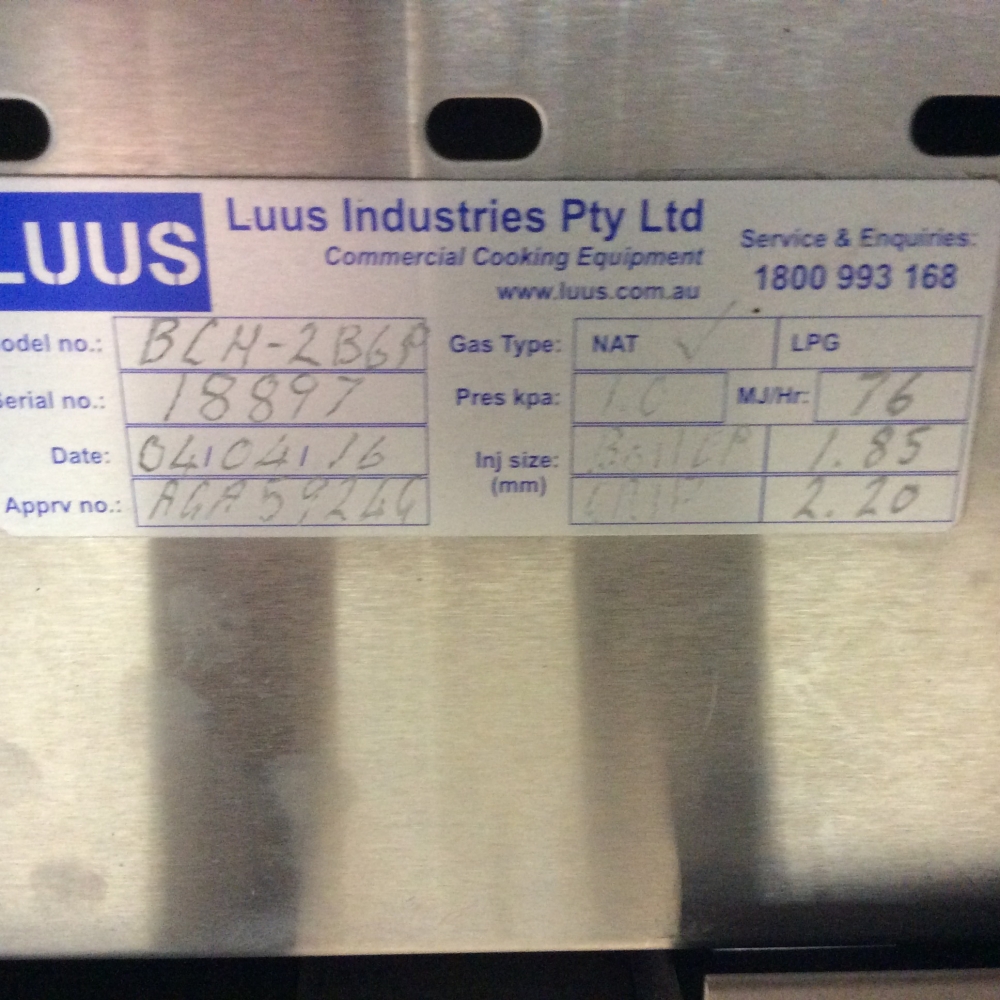 LUUS
Luus Industries Pty Ltd
Commercial Cooking Equipment
www.luus.com.au
Service & Enquiries:
1800 993 168
odel no.: BCH-2B6P Gas Type: NAT ✓ LPG
erial no.: 18897 Pres kpa: 1.0 MJ/Hr: 76
Date: 04/04/16 Inj size: 1.85
Apprv no.: (mm) 2.20